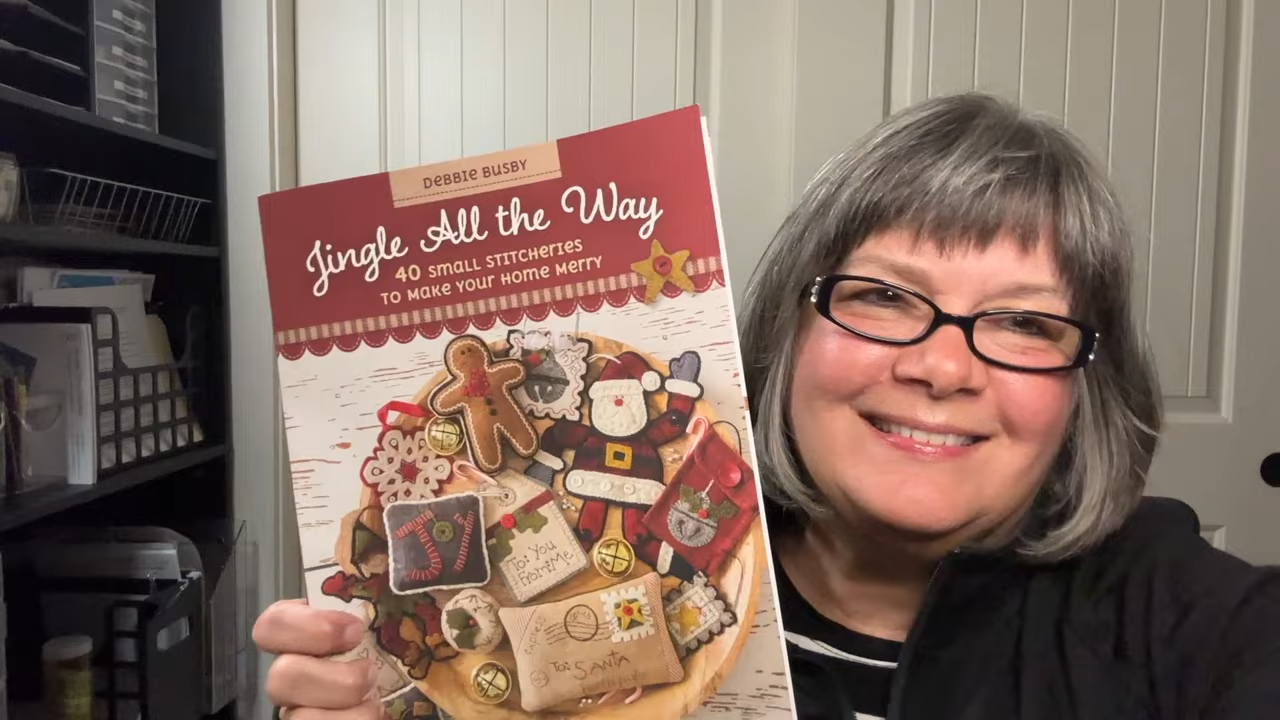 DEBBIE BUSBY
Jingle All the Way
40 SMALL STITCHERIES
TO MAKE YOUR HOME MERRY
To: You
From: Me
EXPRESS
To: SANTA